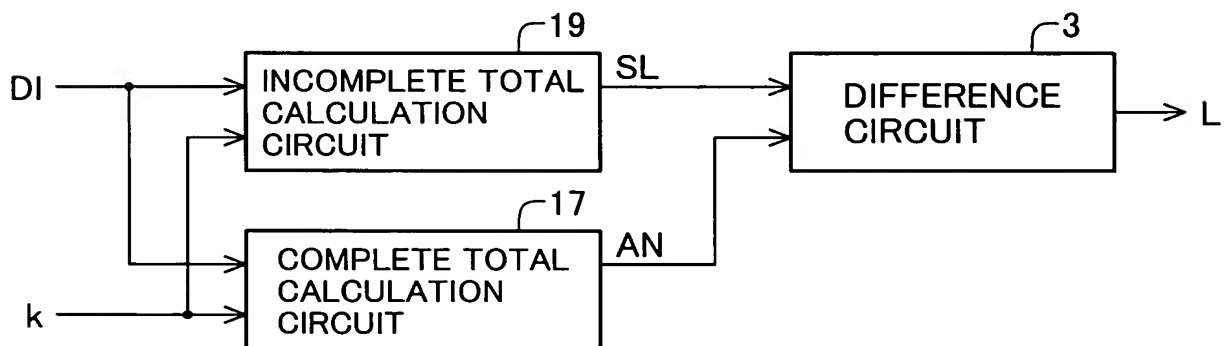 19
3
DI
INCOMPLETE TOTAL
CALCULATION
CIRCUIT
SL
DIFFERENCE
CIRCUIT
L
17
AN
COMPLETE TOTAL
CALCULATION
CIRCUIT
k